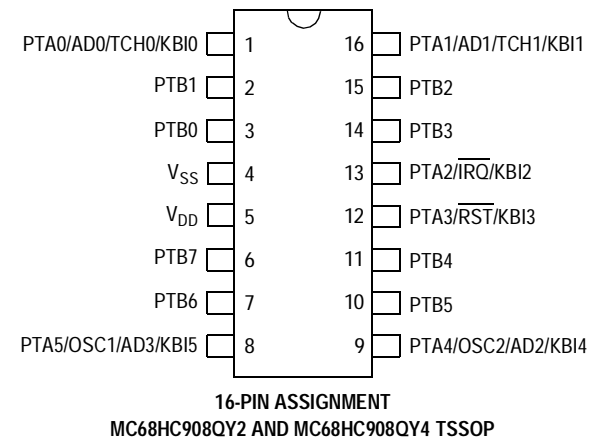 PTA0/AD0/TCH0/KBI0 1 16 PTA1/AD1/TCH1/KBI1
PTB1 2 15 PTB2
PTB0 3 14 PTB3
VSS 4 13 PTA2/IRQ/KBI2
VDD 5 12 PTA3/RST/KBI3
PTB7 6 11 PTB4
PTB6 7 10 PTB5
PTA5/OSC1/AD3/KBI5 8 9 PTA4/OSC2/AD2/KBI4
16-PIN ASSIGNMENT
MC68HC908QY2 AND MC68HC908QY4 TSSOP